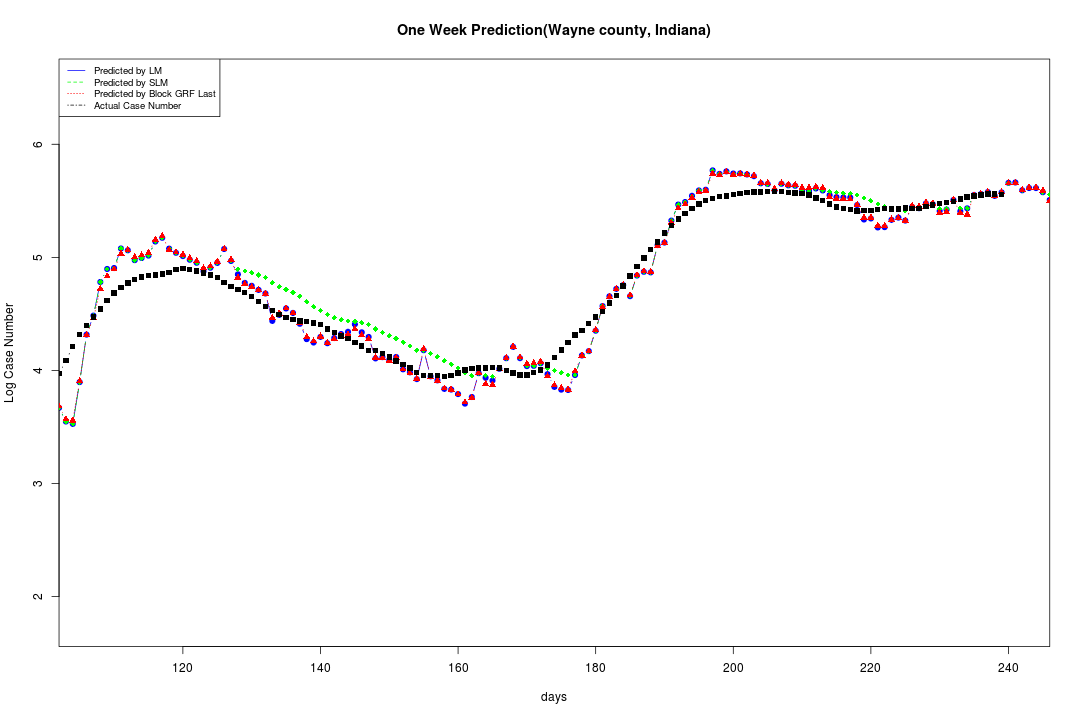 One Week Prediction(Wayne county, Indiana)
Predicted by LM
Predicted by SLM
Predicted by Block GRF Last
Actual Case Number
6
5
4
3
2
Log Case Number
120 140 160 180 200 220 240
days